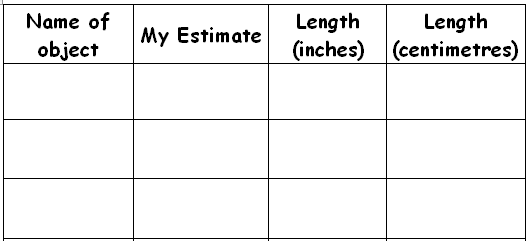 Name of
object
My Estimate
Length
(inches)
Length
(centimetres)